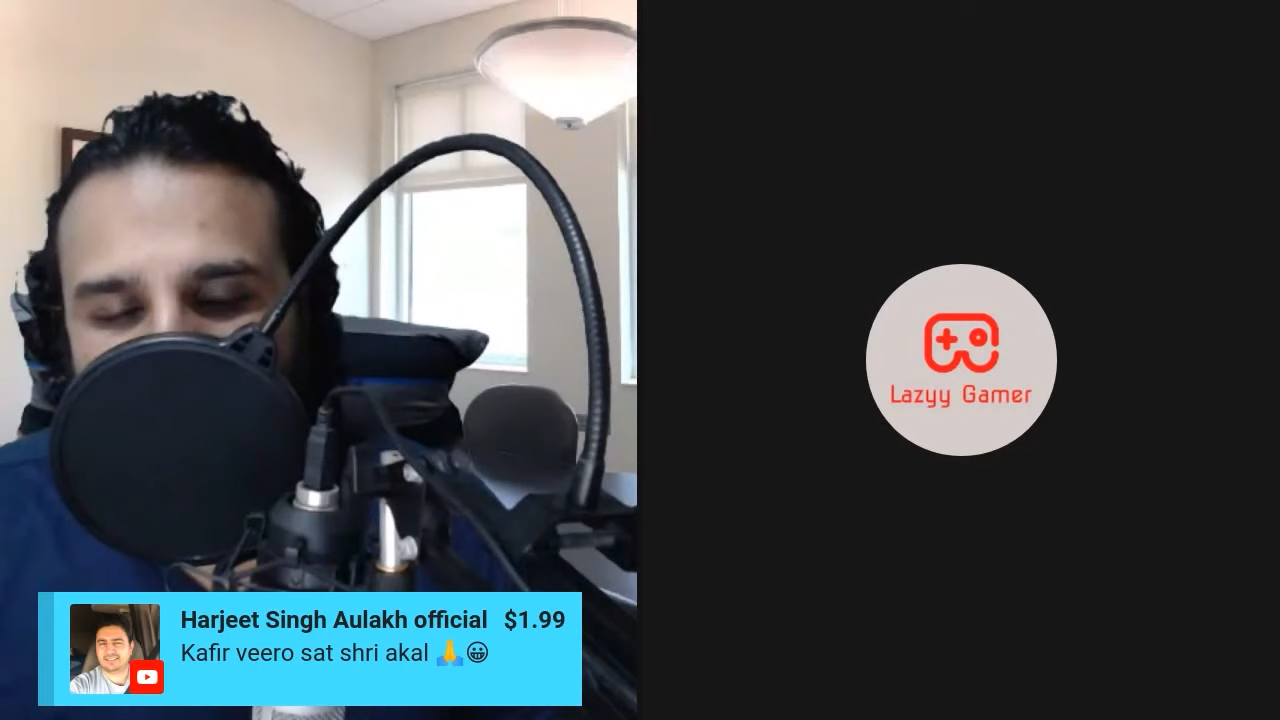 Lazyy Gamer
Harjeet Singh Aulakh official $1.99
Kafir veero sat shri akal 🙏😀